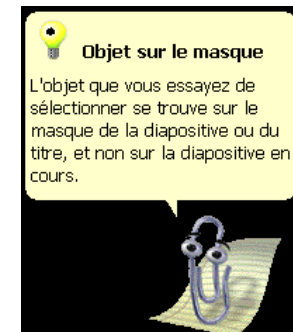 Objet sur le masque
L'objet que vous essayez de
sélectionner se trouve sur le
masque de la diapositive ou du
titre, et non sur la diapositive en
cours.